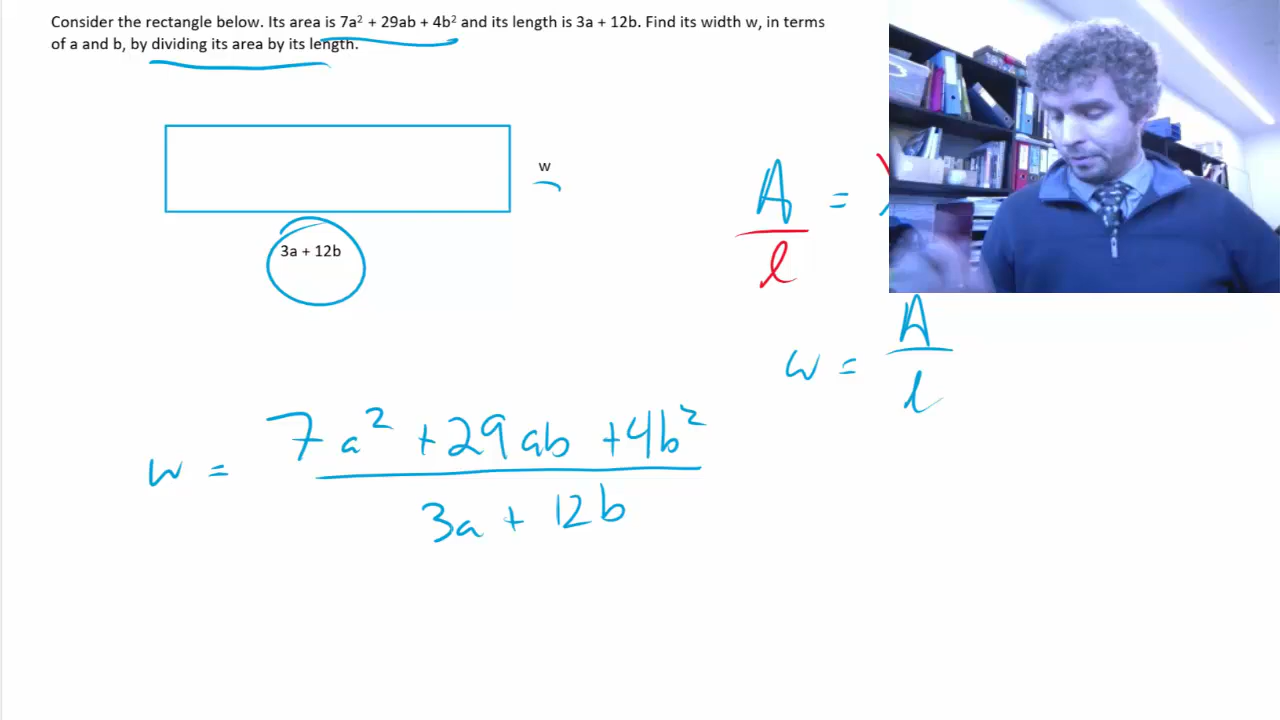 Consider the rectangle below. Its area is 7a² + 29ab + 4b² and its length is 3a + 12b. Find its width w, in terms
of a and b, by dividing its area by its length.
w
A
—
l
=
3a + 12b
w = A/l
w = (7a² + 29ab + 4b²)/(3a + 12b)